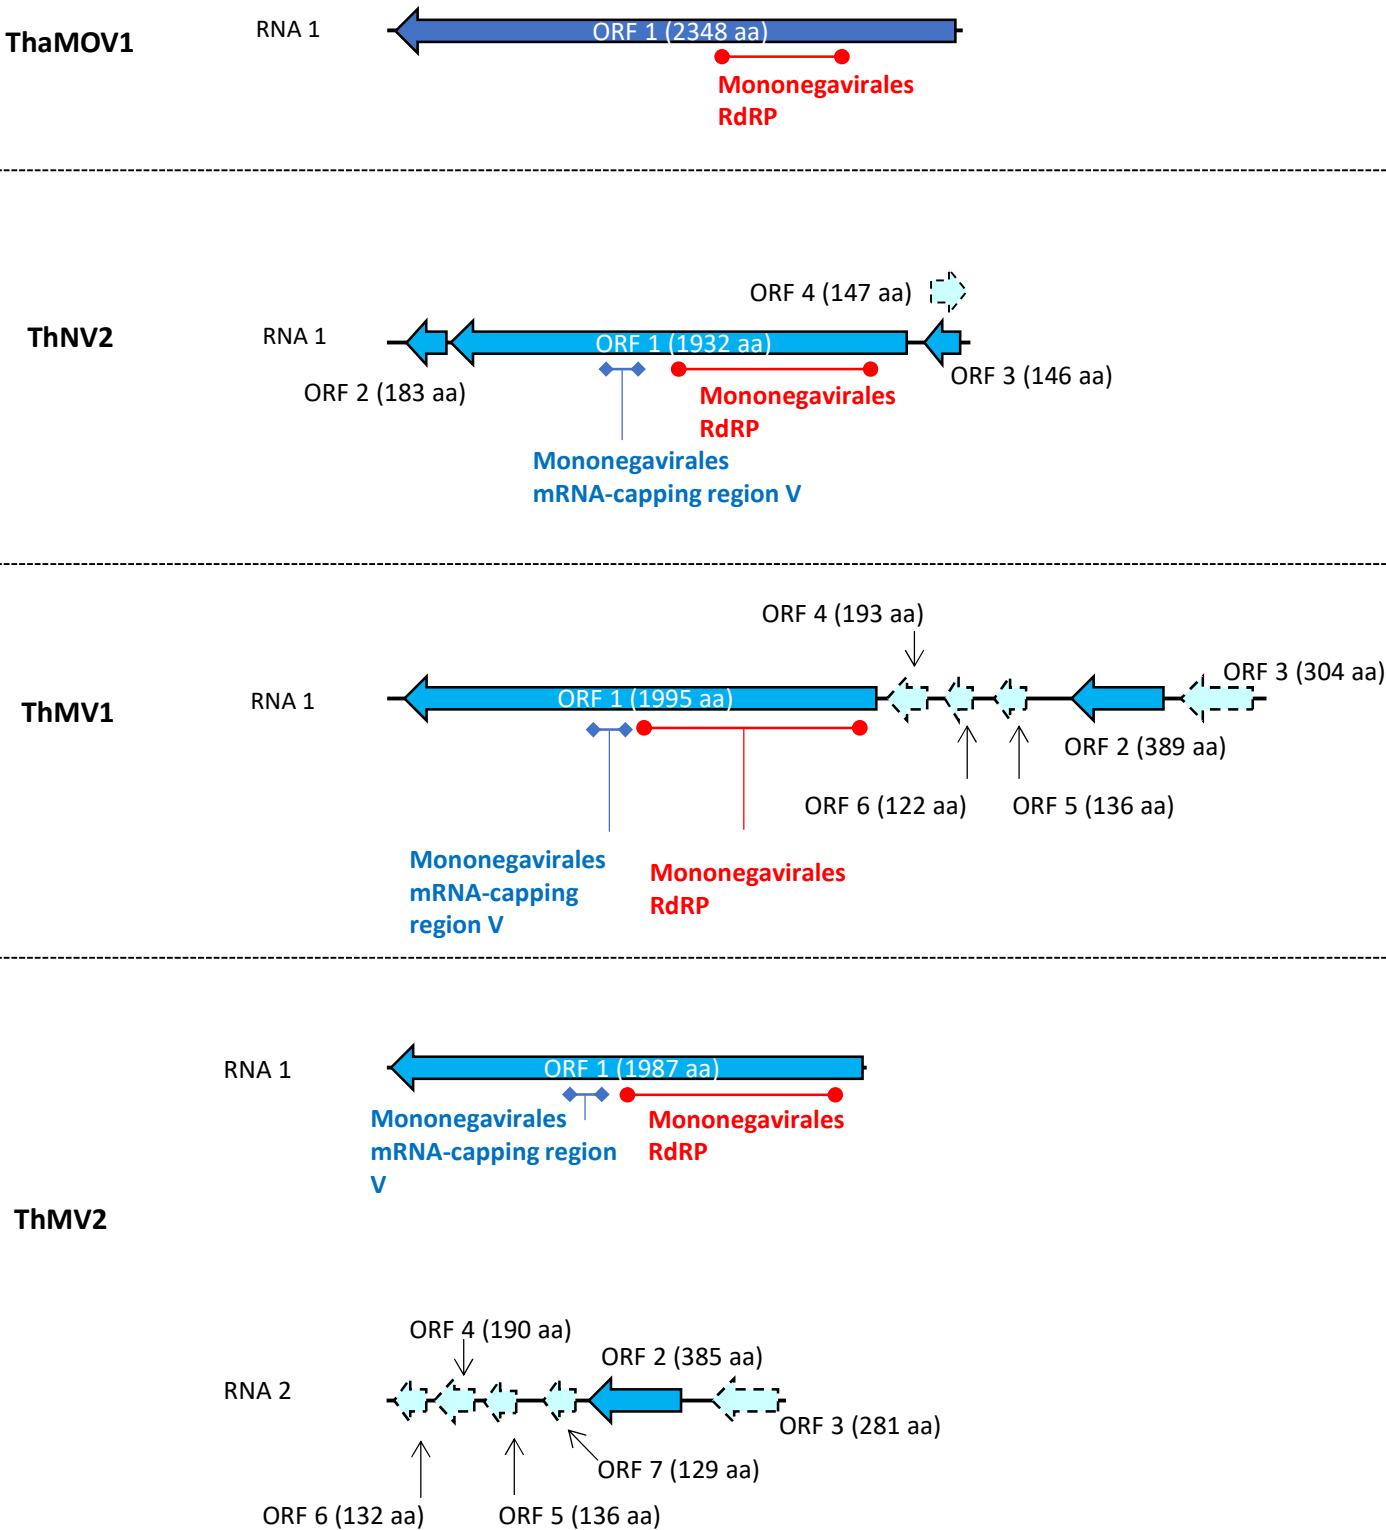 ThaMOV1
RNA 1
ORF 1 (2348 aa)
Mononegavirales
RdRP
ORF 4 (147 aa)
ThNV2
RNA 1
ORF 1 (1932 aa)
ORF 2 (183 aa)
ORF 3 (146 aa)
Mononegavirales
RdRP
Mononegavirales
mRNA-capping region V
ORF 4 (193 aa)
ORF 3 (304 aa)
ThMV1
RNA 1
ORF 1 (1995 aa)
ORF 2 (389 aa)
ORF 6 (122 aa)
ORF 5 (136 aa)
Mononegavirales
mRNA-capping
region V
Mononegavirales
RdRP
RNA 1
ORF 1 (1987 aa)
Mononegavirales
mRNA-capping region
V
Mononegavirales
RdRP
ThMV2
ORF 4 (190 aa)
ORF 2 (385 aa)
RNA 2
ORF 3 (281 aa)
ORF 7 (129 aa)
ORF 6 (132 aa)
ORF 5 (136 aa)